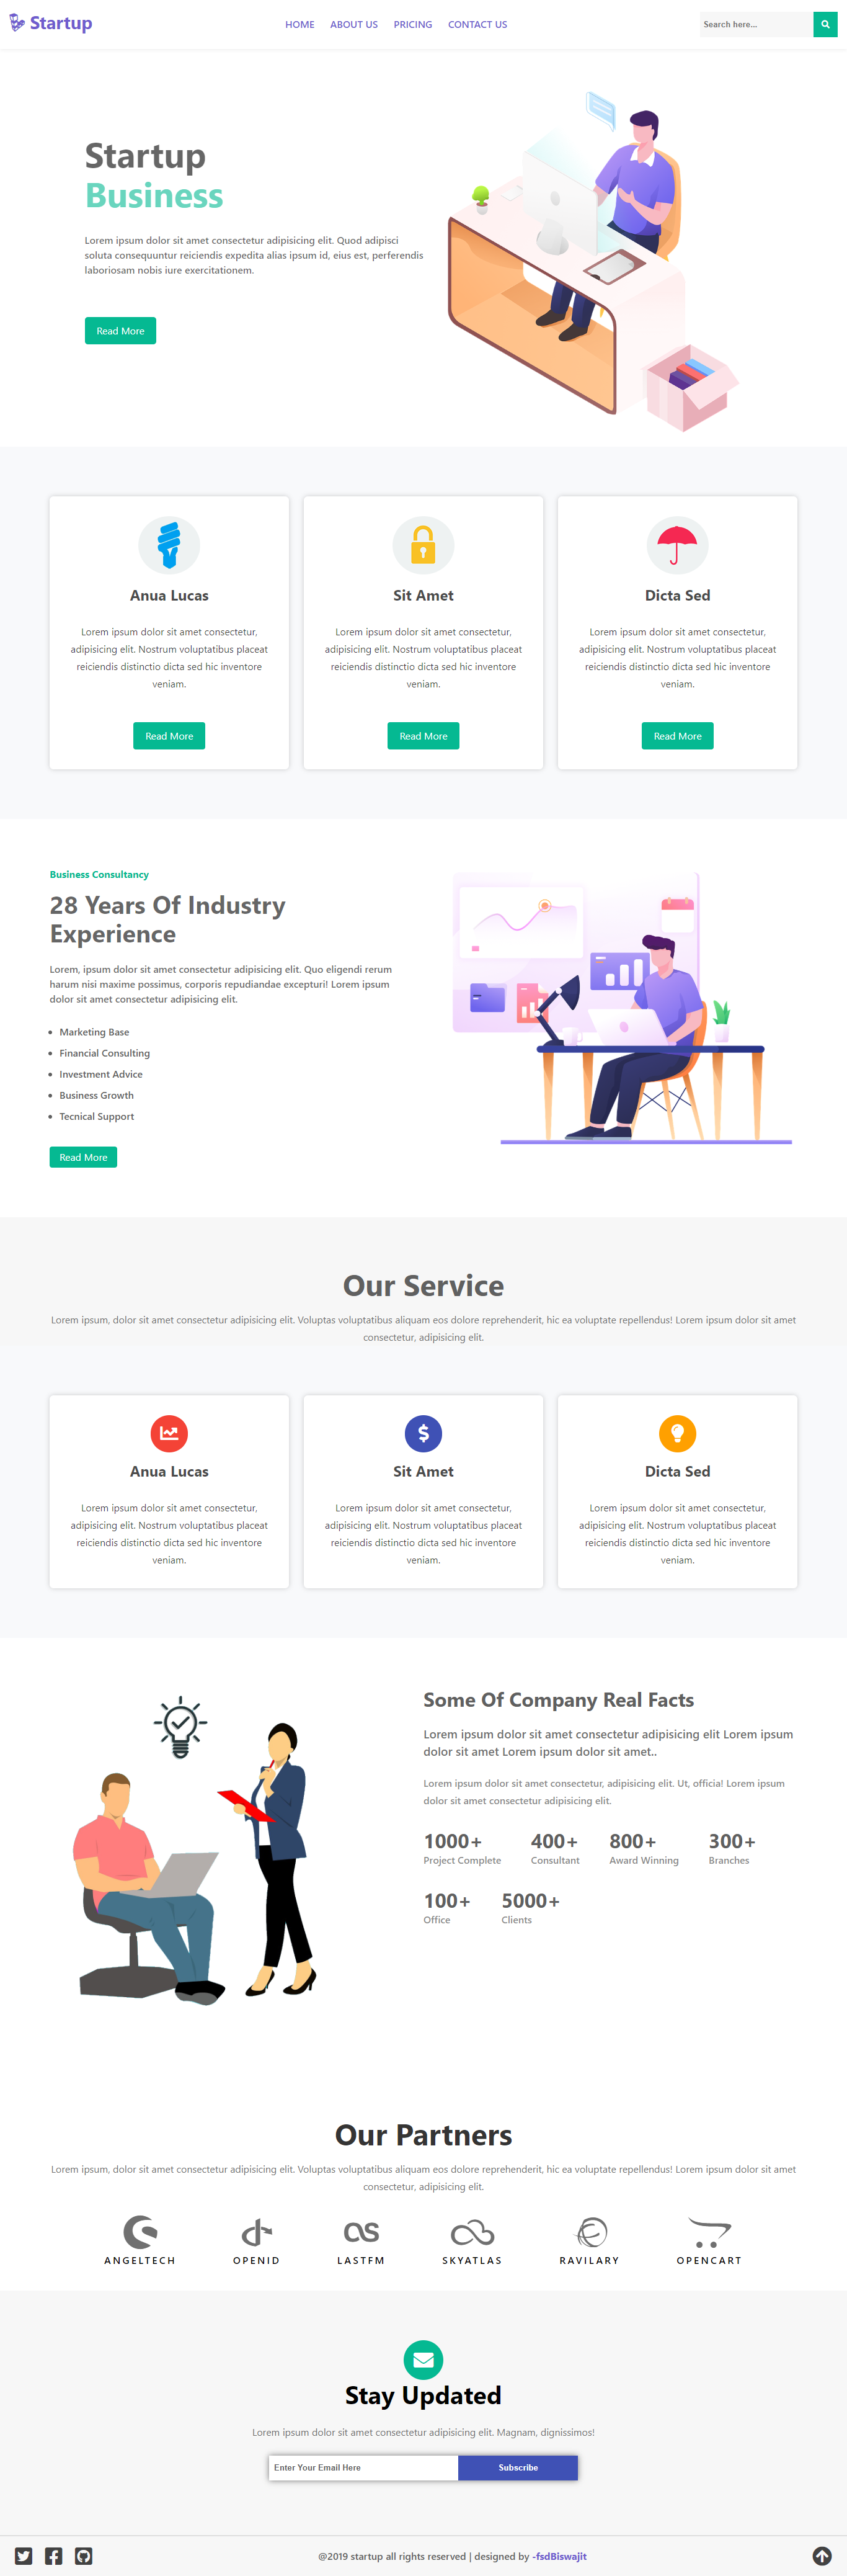 Startup
HOME ABOUT US PRICING CONTACT US
Search here...
Startup
Business
Lorem ipsum dolor sit amet consectetur adipisicing elit. Quod adipisci
soluta consequuntur reiciendis expedita alias ipsum id, eius est, perferendis
laboriosam nobis iure exercitationem.
Read More
Anua Lucas
Lorem ipsum dolor sit amet consectetur,
adipisicing elit. Nostrum voluptatibus placeat
reiciendis distinctio dicta sed hic inventore
veniam.
Read More
Sit Amet
Lorem ipsum dolor sit amet consectetur,
adipisicing elit. Nostrum voluptatibus placeat
reiciendis distinctio dicta sed hic inventore
veniam.
Read More
Dicta Sed
Lorem ipsum dolor sit amet consectetur,
adipisicing elit. Nostrum voluptatibus placeat
reiciendis distinctio dicta sed hic inventore
veniam.
Read More
Business Consultancy
28 Years Of Industry
Experience
Lorem, ipsum dolor sit amet consectetur adipisicing elit. Quo eligendi rerum
harum nisi maxime possimus, corporis repudiandae excepturi! Lorem ipsum
dolor sit amet consectetur adipisicing elit.
Marketing Base
Financial Consulting
Investment Advice
Business Growth
Tecnical Support
Read More
Our Service
Lorem ipsum, dolor sit amet consectetur adipisicing elit. Voluptas voluptatibus aliquam eos dolore reprehenderit, hic ea voluptate repellendus! Lorem ipsum dolor sit amet
consectetur, adipisicing elit.
Anua Lucas
Lorem ipsum dolor sit amet consectetur,
adipisicing elit. Nostrum voluptatibus placeat
reiciendis distinctio dicta sed hic inventore
veniam.
Sit Amet
Lorem ipsum dolor sit amet consectetur,
adipisicing elit. Nostrum voluptatibus placeat
reiciendis distinctio dicta sed hic inventore
veniam.
Dicta Sed
Lorem ipsum dolor sit amet consectetur,
adipisicing elit. Nostrum voluptatibus placeat
reiciendis distinctio dicta sed hic inventore
veniam.
Some Of Company Real Facts
Lorem ipsum dolor sit amet consectetur adipisicing elit Lorem ipsum
dolor sit amet Lorem ipsum dolor sit amet..
Lorem ipsum dolor sit amet consectetur, adipisicing elit. Ut, officia! Lorem ipsum
dolor sit amet consectetur adipisicing elit.
1000+ 400+ 800+ 300+
Project Complete Consultant Award Winning Branches
100+ 5000+
Office Clients
Our Partners
Lorem ipsum, dolor sit amet consectetur adipisicing elit. Voluptas voluptatibus aliquam eos dolore reprehenderit, hic ea voluptate repellendus! Lorem ipsum dolor sit amet
consectetur, adipisicing elit.
ANGELTECH OPENID LASTFM SKYATLAS RAVILARY OPENCART
Stay Updated
Lorem ipsum dolor sit amet consectetur adipisicing elit. Magnam, dignissimos!
Enter Your Email Here Subscribe
@2019 startup all rights reserved | designed by -fsdBiswajit